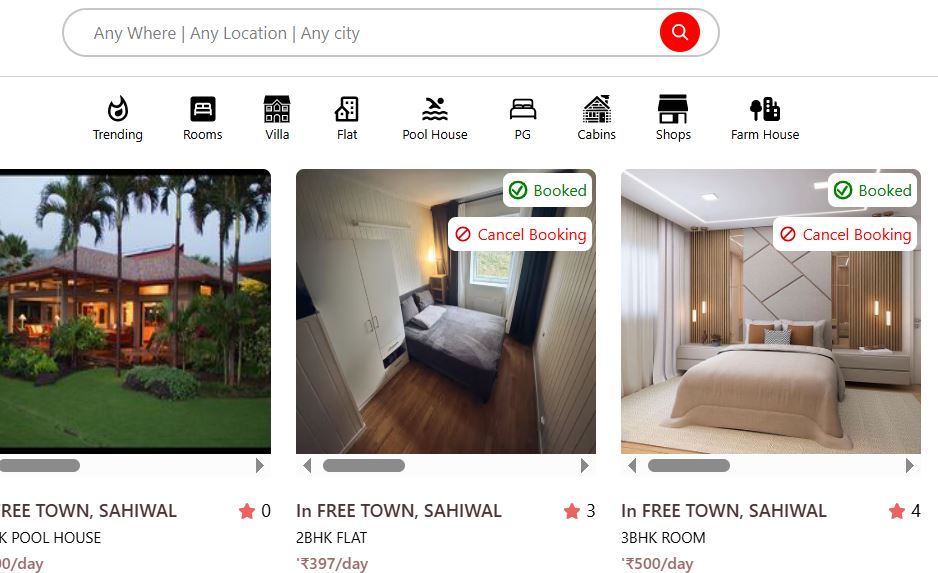 Any Where | Any Location | Any city
Trending
Rooms
Villa
Flat
Pool House
PG
Cabins
Shops
Farm House
Booked
Cancel Booking
Booked
Cancel Booking
FREE TOWN, SAHIWAL
0
K POOL HOUSE
00/day
In FREE TOWN, SAHIWAL
3
2BHK FLAT
'₹397/day
In FREE TOWN, SAHIWAL
4
3BHK ROOM
'₹500/day